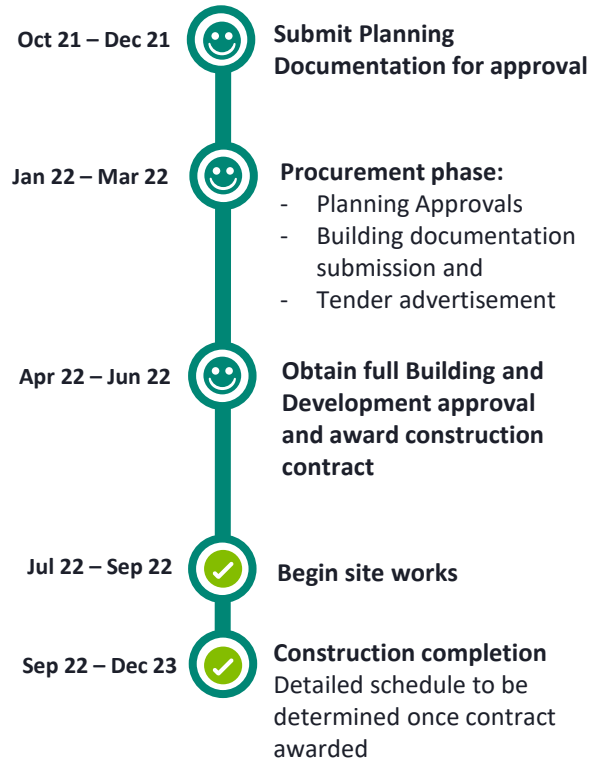 Oct 21 – Dec 21
Submit Planning
Documentation for approval
Jan 22 – Mar 22
Procurement phase:
- Planning Approvals
- Building documentation
submission and
- Tender advertisement
Apr 22 – Jun 22
Obtain full Building and
Development approval
and award construction
contract
Jul 22 – Sep 22
Begin site works
Sep 22 – Dec 23
Construction completion
Detailed schedule to be
determined once contract
awarded